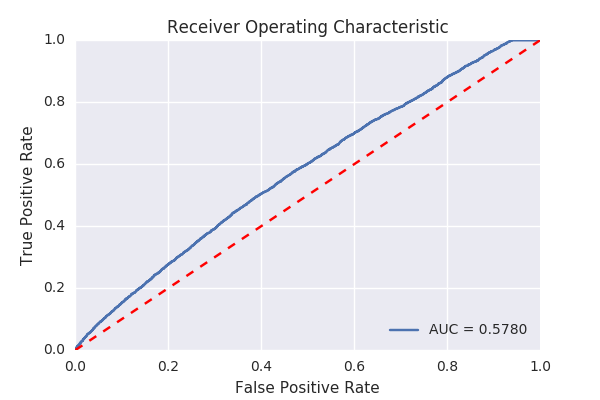 Receiver Operating Characteristic
1.0
0.8
0.6
0.4
0.2
0.0
True Positive Rate
AUC = 0.5780
0.0 0.2 0.4 0.6 0.8 1.0
False Positive Rate